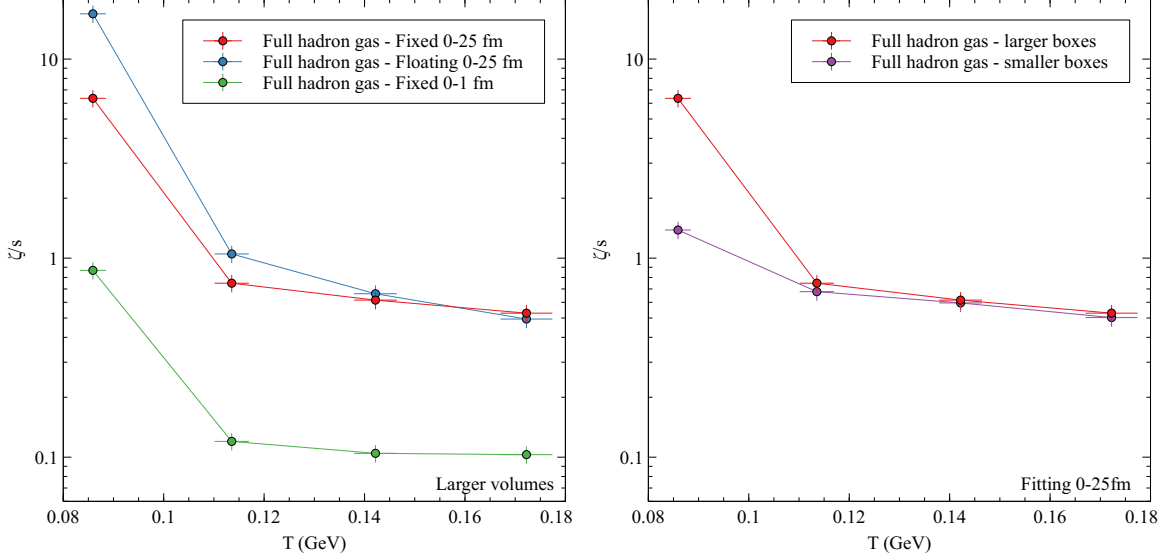 Full hadron gas - Fixed 0-25 fm
Full hadron gas - Floating 0-25 fm
Full hadron gas - Fixed 0-1 fm
10
1
0.1
ζ/s
Larger volumes
0.08 0.1 0.12 0.14 0.16 0.18
T (GeV)
Full hadron gas - larger boxes
Full hadron gas - smaller boxes
10
1
0.1
ζ/s
Fitting 0-25fm
0.08 0.1 0.12 0.14 0.16 0.18
T (GeV)